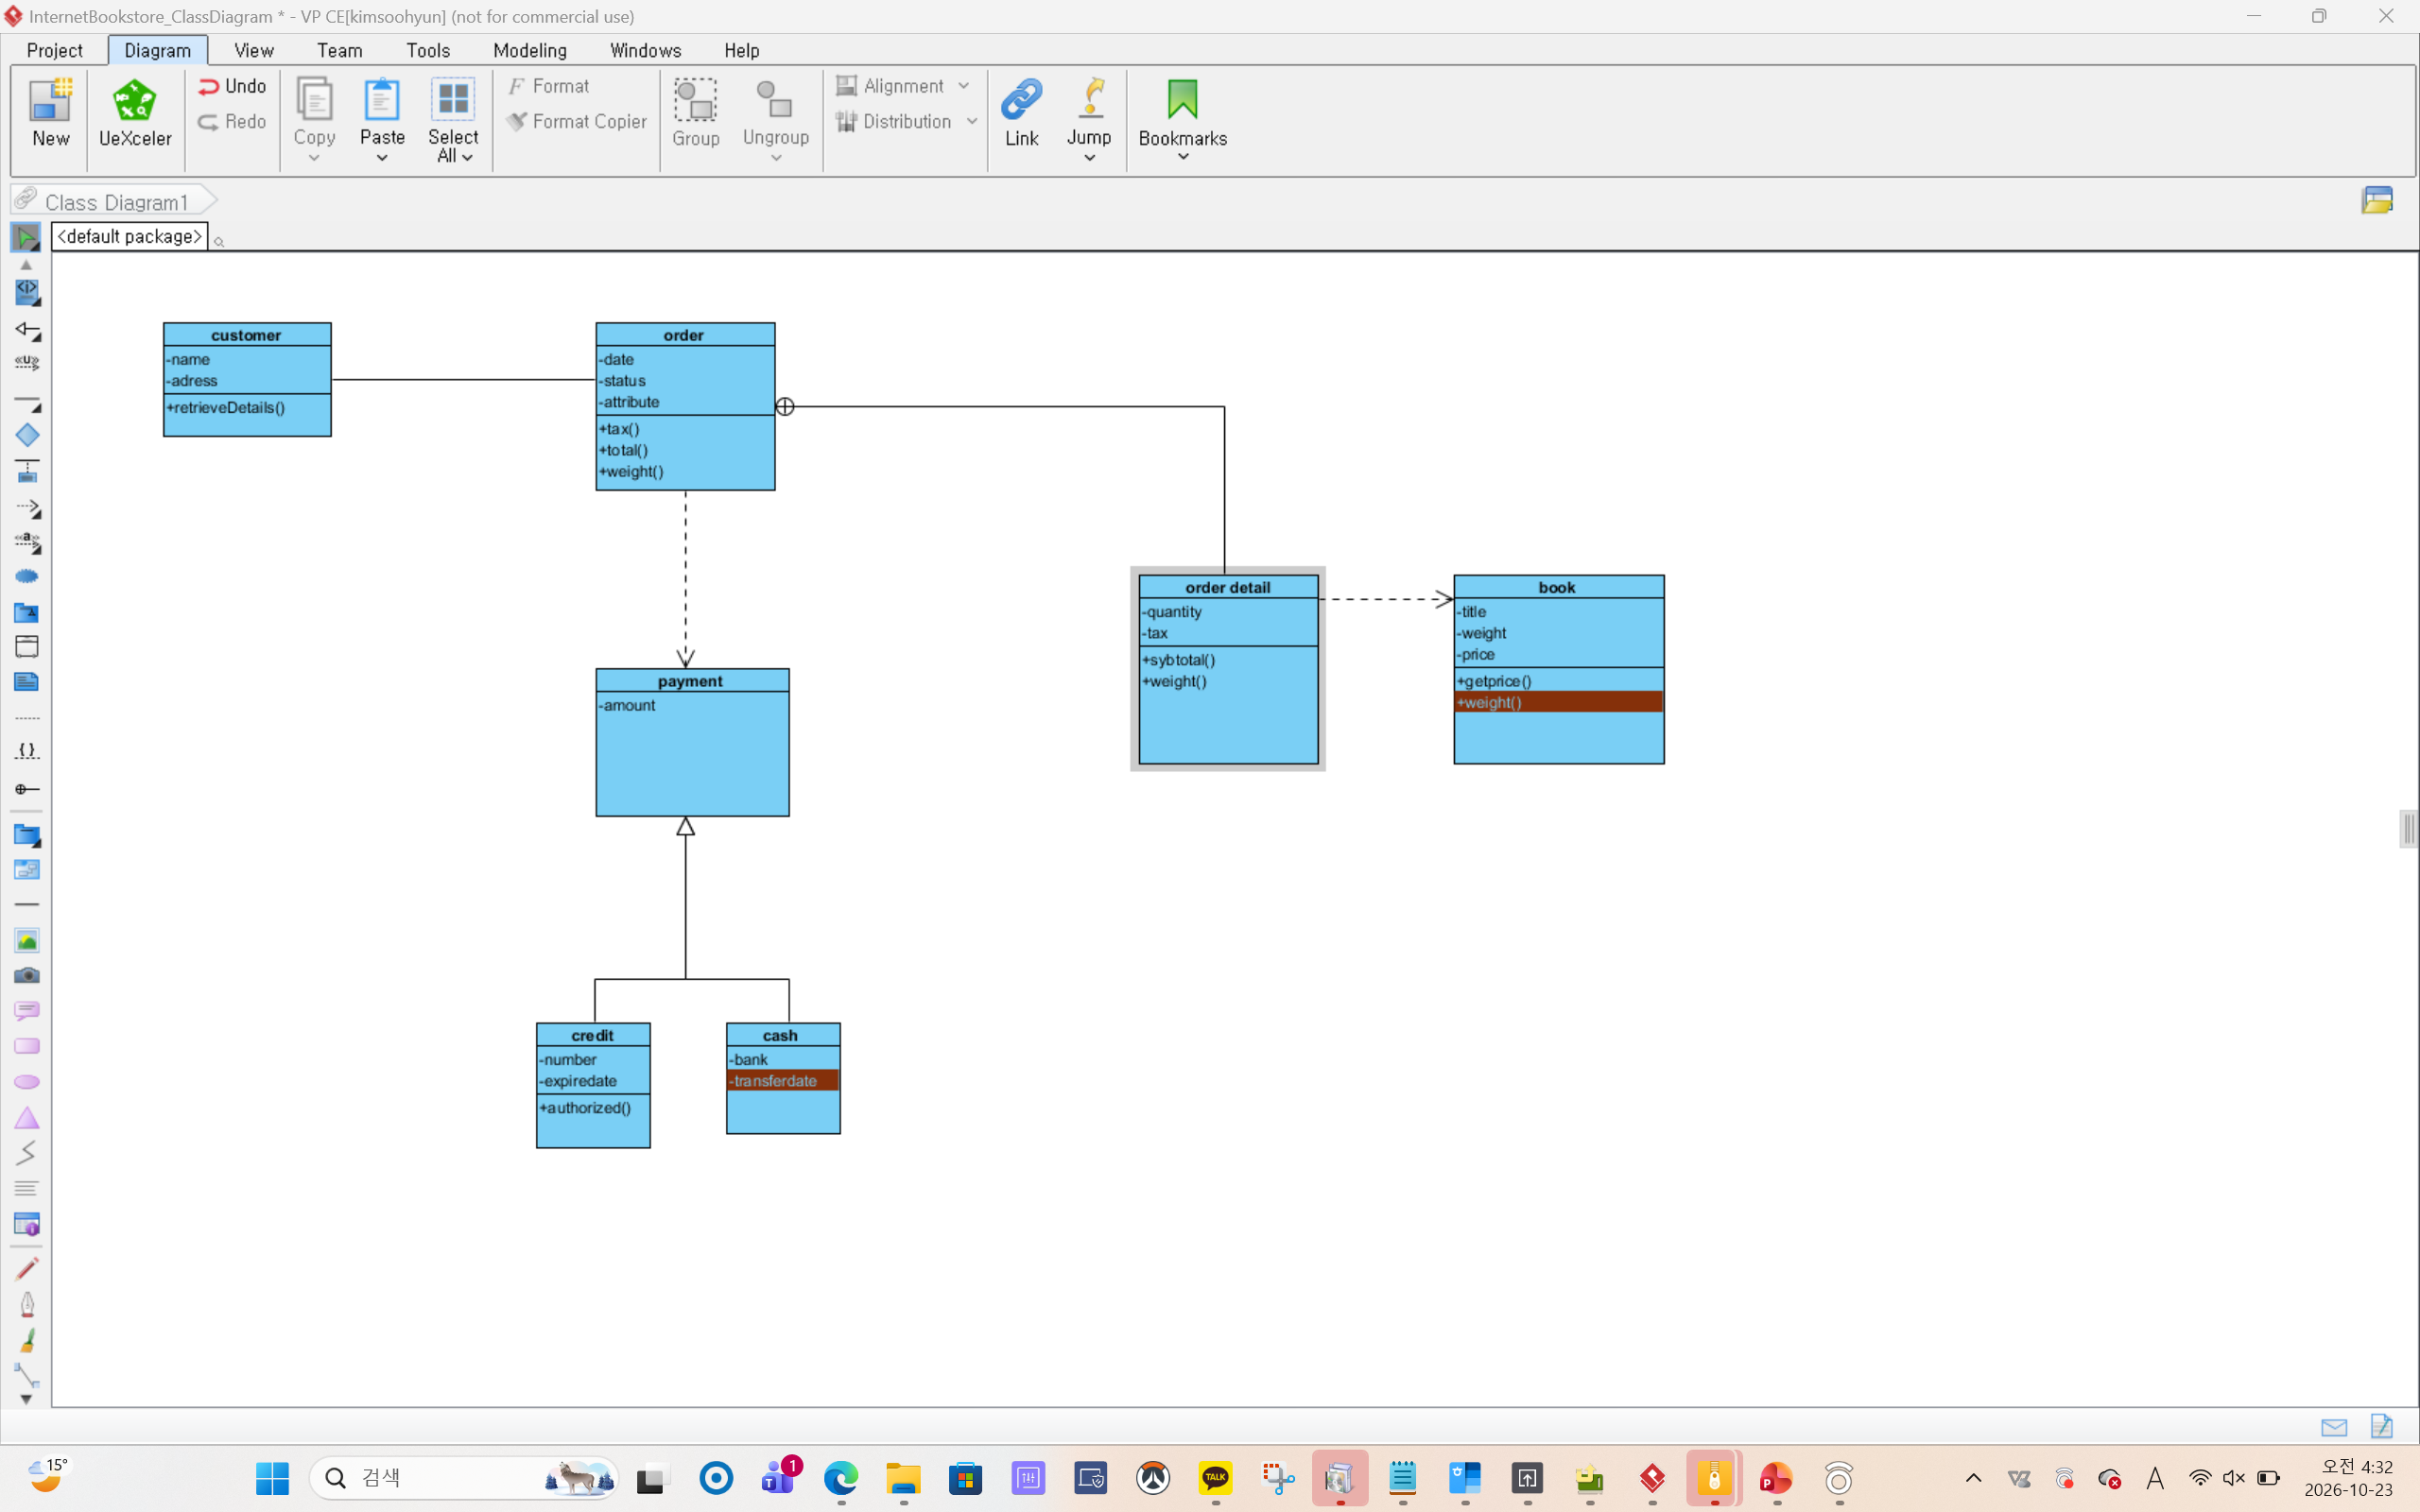 InternetBookstore_ClassDiagram * - VP CE[kimsoohyun] (not for commercial use)
Project Diagram View Team Tools Modeling Windows Help
New
UeXceler
Undo
Redo
Copy
Paste
Select
All
Format
Format Copier
Group
Ungroup
Alignment
Distribution
Link
Jump
Bookmarks
Class Diagram1
<default package>
customer
-name
-adress
+retrieveDetails()
order
-date
-status
-attribute
+tax()
+total()
+weight()
order detail
-quantity
-tax
+sybtotal()
+weight()
book
-title
-weight
-price
+getprice()
+weight()
payment
-amount
credit
-number
-expiredate
+authorized()
cash
-bank
-transferdate
15°
검색
1
TALK
A
오전 4:32
2026-10-23